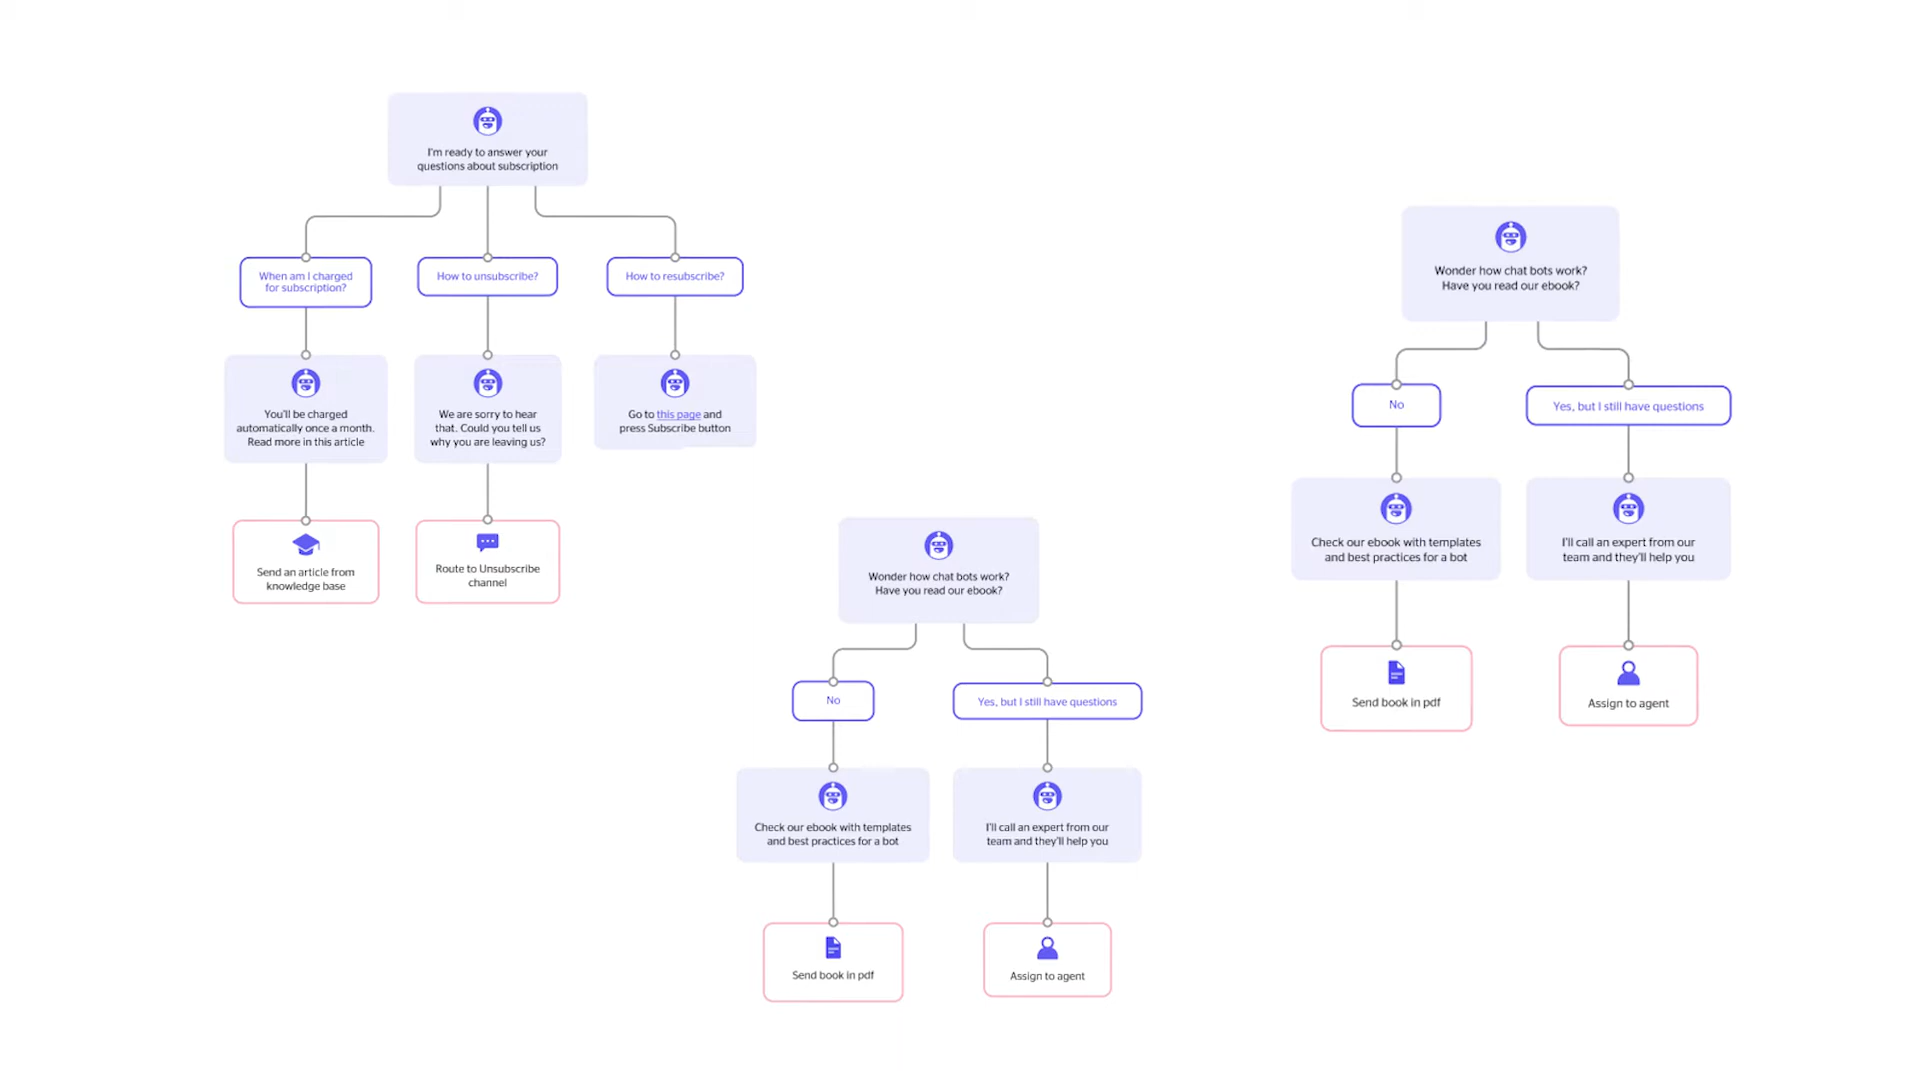 I'm ready to answer your
questions about subscription
When am I charged
for subscription?
How to unsubscribe?
How to resubscribe?
You'll be charged
automatically once a month.
Read more in this article
We are sorry to hear
that. Could you tell us
why you are leaving us?
Go to this page and
press Subscribe button
Send an article from
knowledge base
Route to Unsubscribe
channel
Wonder how chat bots work?
Have you read our ebook?
No
Yes, but I still have questions
Check our ebook with templates
and best practices for a bot
I'll call an expert from our
team and they'll help you
Send book in pdf
Assign to agent
Wonder how chat bots work?
Have you read our ebook?
No
Yes, but I still have questions
Check our ebook with templates
and best practices for a bot
I'll call an expert from our
team and they'll help you
Send book in pdf
Assign to agent